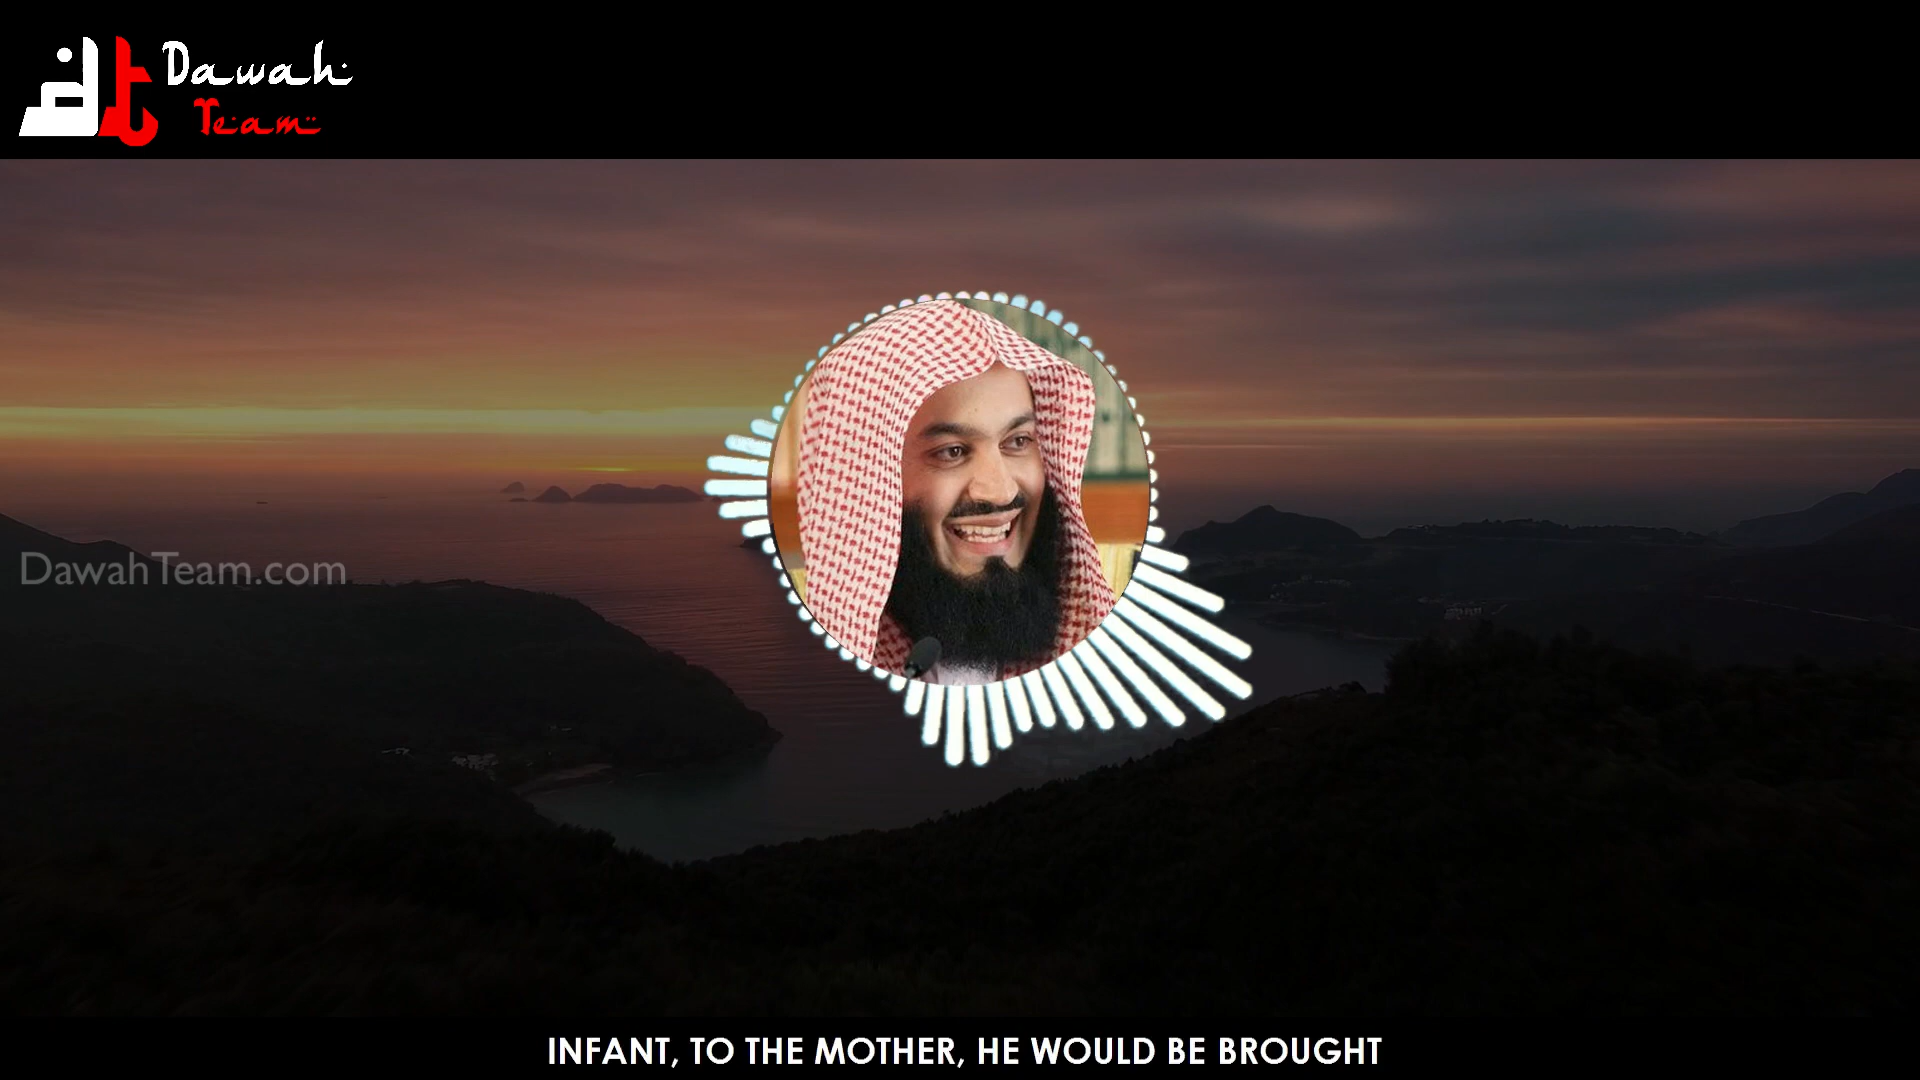 Dawah
Team
DawahTeam.com
INFANT, TO THE MOTHER, HE WOULD BE BROUGHT